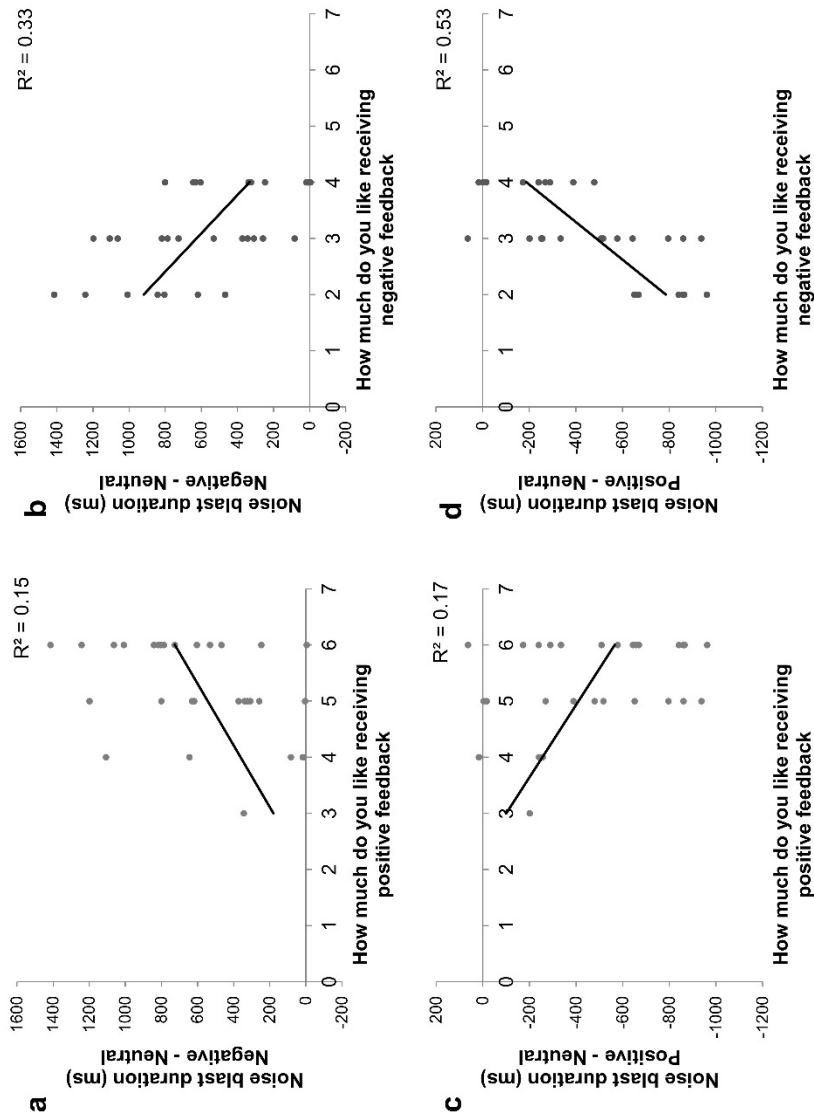 a
R² = 0.15
Noise blast duration (ms)
Negative - Neutral
1600
1400
1200
1000
800
600
400
200
0
-200
0 1 2 3 4 5 6 7
How much do you like receiving
positive feedback
b
R² = 0.33
Noise blast duration (ms)
Negative - Neutral
1600
1400
1200
1000
800
600
400
200
0
-200
0 1 2 3 4 5 6 7
How much do you like receiving
negative feedback
c
R² = 0.17
Noise blast duration (ms)
Positive - Neutral
200
0
-200
-400
-600
-800
-1000
-1200
0 1 2 3 4 5 6 7
How much do you like receiving
positive feedback
d
R² = 0.53
Noise blast duration (ms)
Positive - Neutral
200
0
-200
-400
-600
-800
-1000
-1200
0 1 2 3 4 5 6 7
How much do you like receiving
negative feedback